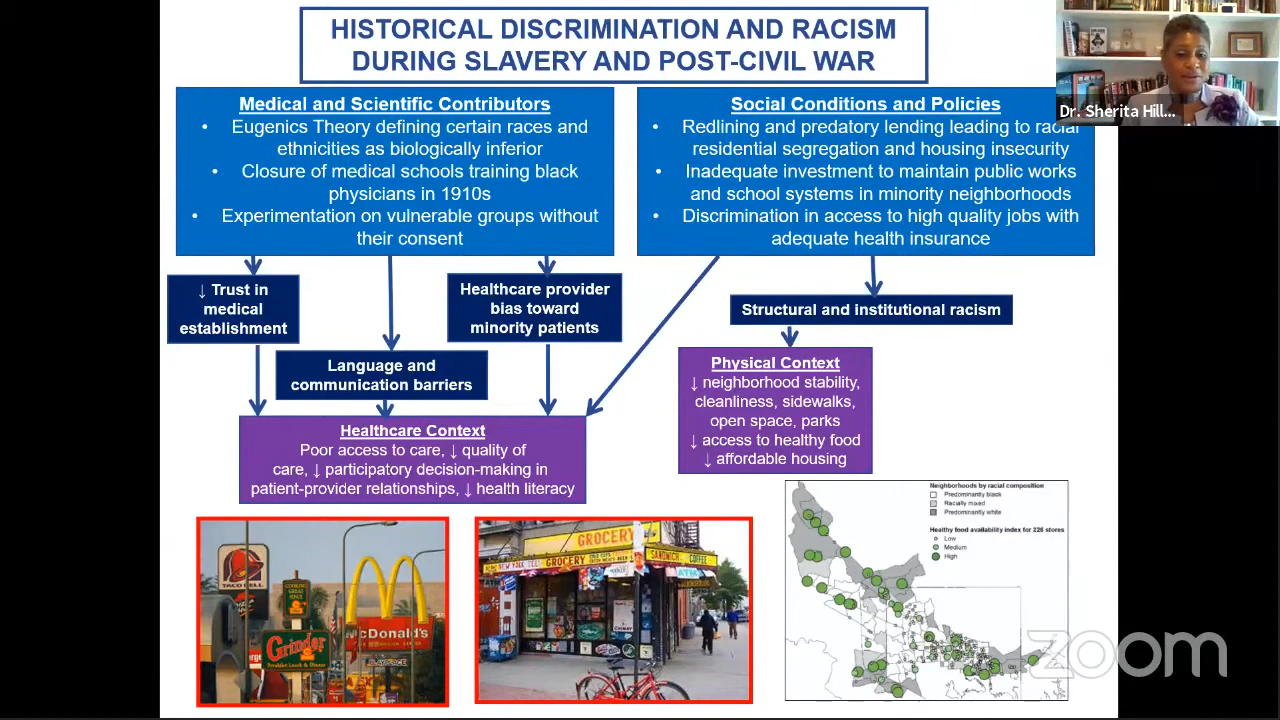 HISTORICAL DISCRIMINATION AND RACISM
DURING SLAVERY AND POST-CIVIL WAR
Dr. Sherita Hill...
Medical and Scientific Contributors
• Eugenics Theory defining certain races and
ethnicities as biologically inferior
• Closure of medical schools training black
physicians in 1910s
• Experimentation on vulnerable groups without
their consent
Social Conditions and Policies
• Redlining and predatory lending leading to racial
residential segregation and housing insecurity
• Inadequate investment to maintain public works
and school systems in minority neighborhoods
• Discrimination in access to high quality jobs with
adequate health insurance
↓ Trust in
medical
establishment
Healthcare provider
bias toward
minority patients
Language and
communication barriers
Structural and institutional racism
Healthcare Context
Poor access to care, ↓ quality of
care, ↓ participatory decision-making in
patient-provider relationships, ↓ health literacy
Physical Context
↓ neighborhood stability,
cleanliness, sidewalks,
open space, parks
↓ access to healthy food
↓ affordable housing
TACO BELL
Grinder
McDonald's
PLAYPLACE
GROCERY
GROCERY
SANDWICH COFFEE
ATM
Neighborhoods by racial composition
Predominantly black
Racially mixed
Predominantly white
Healthy food availability index for 226 stores
Low
Medium
High
zoom